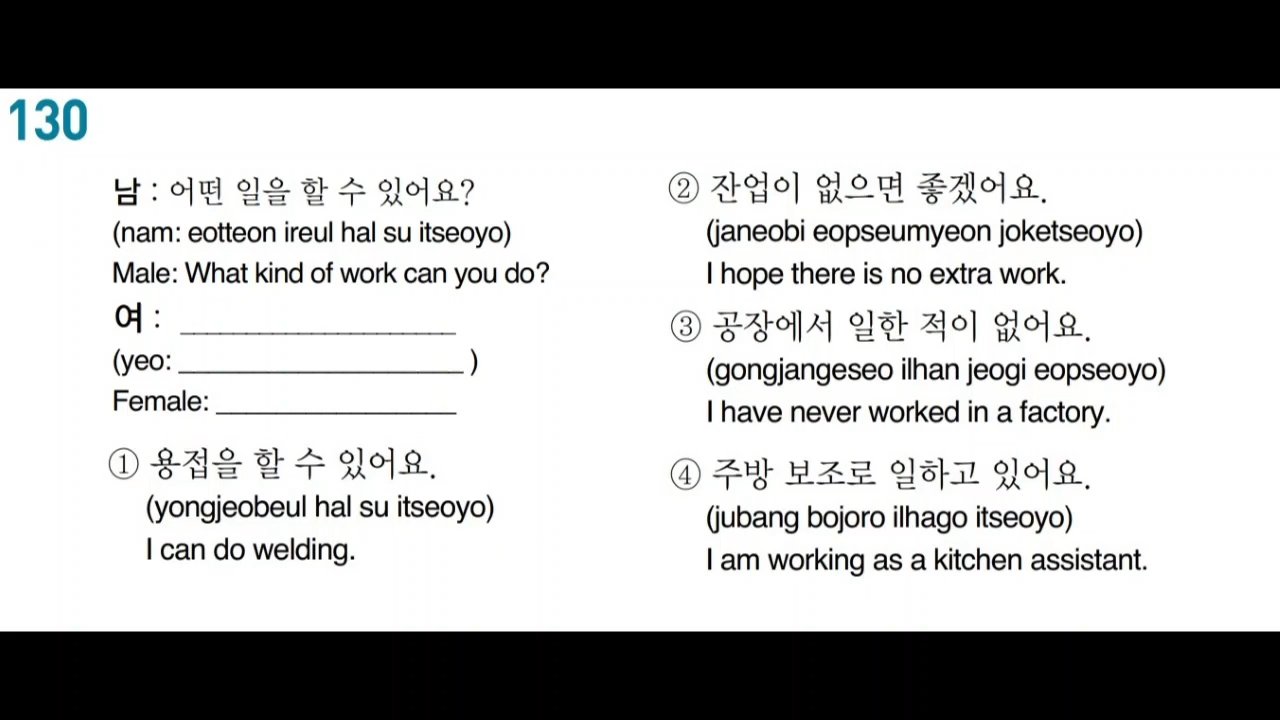 130
남 : 어떤 일을 할 수 있어요?
(nam: eotteon ireul hal su itseoyo)
Male: What kind of work can you do?
여 : ____________________
(yeo: ____________________ )
Female: _________________
① 용접을 할 수 있어요.
(yongjeobeul hal su itseoyo)
I can do welding.
② 잔업이 없으면 좋겠어요.
(janeobi eopseumyeon joketseoyo)
I hope there is no extra work.
③ 공장에서 일한 적이 없어요.
(gongjangeseo ilhan jeogi eopseoyo)
I have never worked in a factory.
④ 주방 보조로 일하고 있어요.
(jubang bojoro ilhago itseoyo)
I am working as a kitchen assistant.